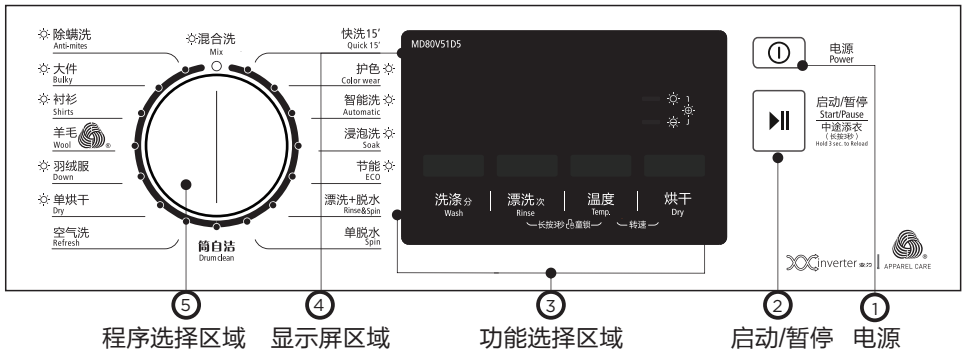 除螨洗
Anti-mites
大件
Bulky
衬衫
Shirts
羊毛
Wool
羽绒服
Down
单烘干
Dry
空气洗
Refresh
混合洗
Mix
筒自洁
Drum clean
快洗15'
Quick 15'
护色
Color wear
智能洗
Automatic
浸泡洗
Soak
节能
ECO
漂洗+脱水
Rinse&Spin
单脱水
Spin
MD80V51D5
洗涤 分
Wash
漂洗 次
Rinse
温度
Temp.
烘干
Dry
长按3秒 童锁
转速
电源
Power
启动/暂停
Start/Pause
中途添衣
(长按3秒)
Hold 3 sec. to Reload
inverter
APPAREL CARE
5 4 3 2 1
程序选择区域 显示屏区域 功能选择区域 启动/暂停 电源